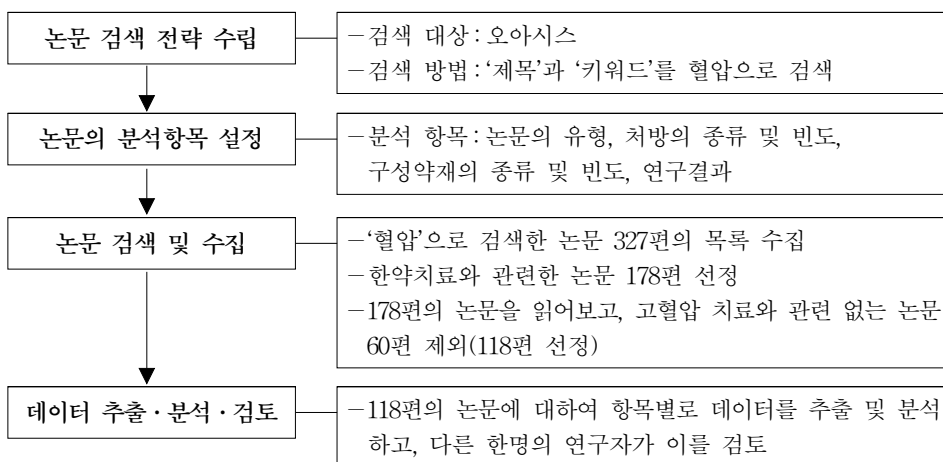 논문 검색 전략 수립
－검색 대상 : 오아시스
－검색 방법 : ‘제목’과 ‘키워드’를 혈압으로 검색
논문의 분석항목 설정
－분석 항목 : 논문의 유형, 처방의 종류 및 빈도,
구성약재의 종류 및 빈도, 연구결과
논문 검색 및 수집
－‘혈압’으로 검색한 논문 327편의 목록 수집
－한약치료와 관련한 논문 178편 선정
－178편의 논문을 읽어보고, 고혈압 치료와 관련 없는 논문
60편 제외(118편 선정)
데이터 추출·분석·검토
－118편의 논문에 대하여 항목별로 데이터를 추출 및 분석
하고, 다른 한명의 연구자가 이를 검토